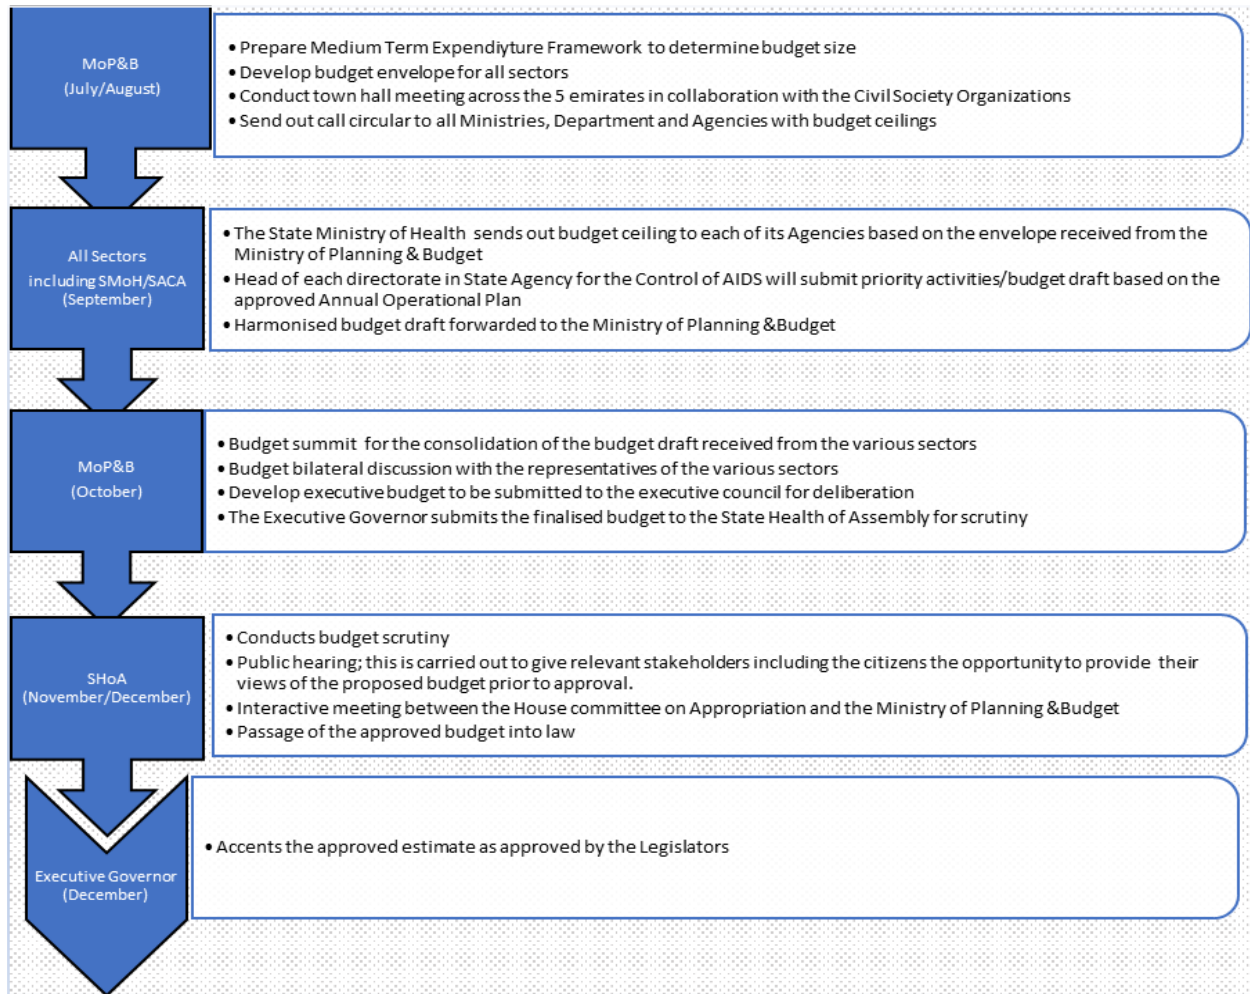 MoP&B
(July/August)
• Prepare Medium Term Expendiyture Framework to determine budget size
• Develop budget envelope for all sectors
• Conduct town hall meeting across the 5 emirates in collaboration with the Civil Society Organizations
• Send out call circular to all Ministries, Department and Agencies with budget ceilings
All Sectors
including SMoH/SACA
(September)
• The State Ministry of Health sends out budget ceiling to each of its Agencies based on the envelope received from the
Ministry of Planning & Budget
• Head of each directorate in State Agency for the Control of AIDS will submit priority activities/budget draft based on the
approved Annual Operational Plan
• Harmonised budget draft forwarded to the Ministry of Planning &Budget
MoP&B
(October)
• Budget summit for the consolidation of the budget draft received from the various sectors
• Budget bilateral discussion with the representatives of the various sectors
• Develop executive budget to be submitted to the executive council for deliberation
• The Executive Governor submits the finalised budget to the State Health of Assembly for scrutiny
SHoA
(November/December)
• Conducts budget scrutiny
• Public hearing; this is carried out to give relevant stakeholders including the citizens the opportunity to provide their
views of the proposed budget prior to approval.
• Interactive meeting between the House committee on Appropriation and the Ministry of Planning &Budget
• Passage of the approved budget into law
Executive Governor
(December)
• Accents the approved estimate as approved by the Legislators